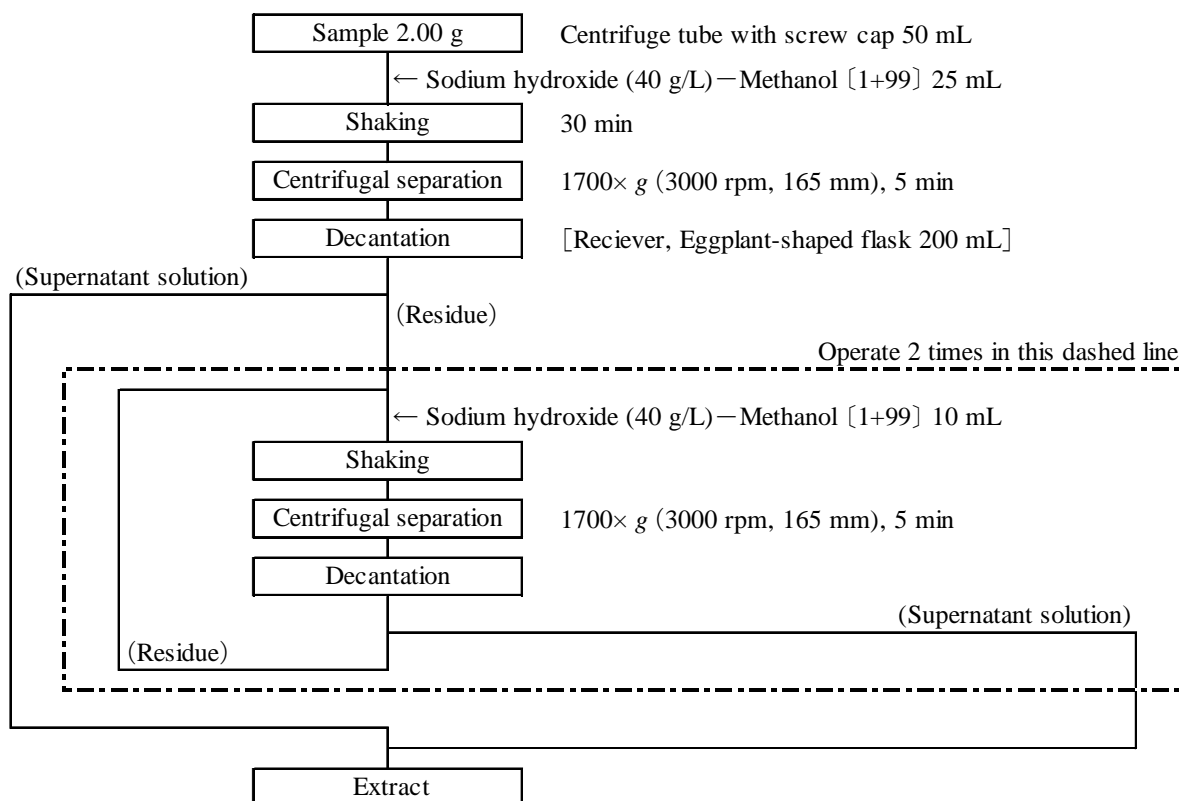 Sample 2.00 g Centrifuge tube with screw cap 50 mL
← Sodium hydroxide (40 g/L)－Methanol〔1+99〕25 mL
Shaking 30 min
Centrifugal separation 1700× g (3000 rpm, 165 mm), 5 min
Decantation [Reciever, Eggplant-shaped flask 200 mL]
(Supernatant solution)
(Residue)
Operate 2 times in this dashed line
← Sodium hydroxide (40 g/L)－Methanol〔1+99〕10 mL
Shaking
Centrifugal separation 1700× g (3000 rpm, 165 mm), 5 min
Decantation
(Supernatant solution)
(Residue)
Extract